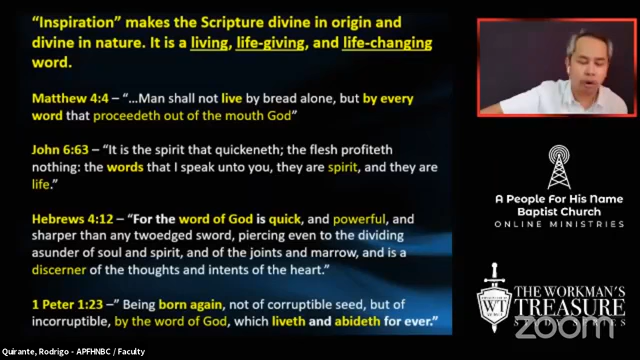 “Inspiration” makes the Scripture divine in origin and
divine in nature. It is a living, life-giving, and life-changing
word.
Matthew 4:4 – “...Man shall not live by bread alone, but by every
word that proceedeth out of the mouth God”
John 6:63 – “It is the spirit that quickeneth; the flesh profiteth
nothing: the words that I speak unto you, they are spirit, and they are
life.”
Hebrews 4:12 – “For the word of God is quick, and powerful, and
sharper than any twoedged sword, piercing even to the dividing
asunder of soul and spirit, and of the joints and marrow, and is a
discerner of the thoughts and intents of the heart.”
1 Peter 1:23 –” Being born again, not of corruptible seed, but of
incorruptible, by the word of God, which liveth and abideth for ever.”
A People For His Name
Baptist Church
ONLINE MINISTRIES
WT
THE WORKMAN'S
TREASURE
zoom
Quirante, Rodrigo - APFHNBC / Faculty